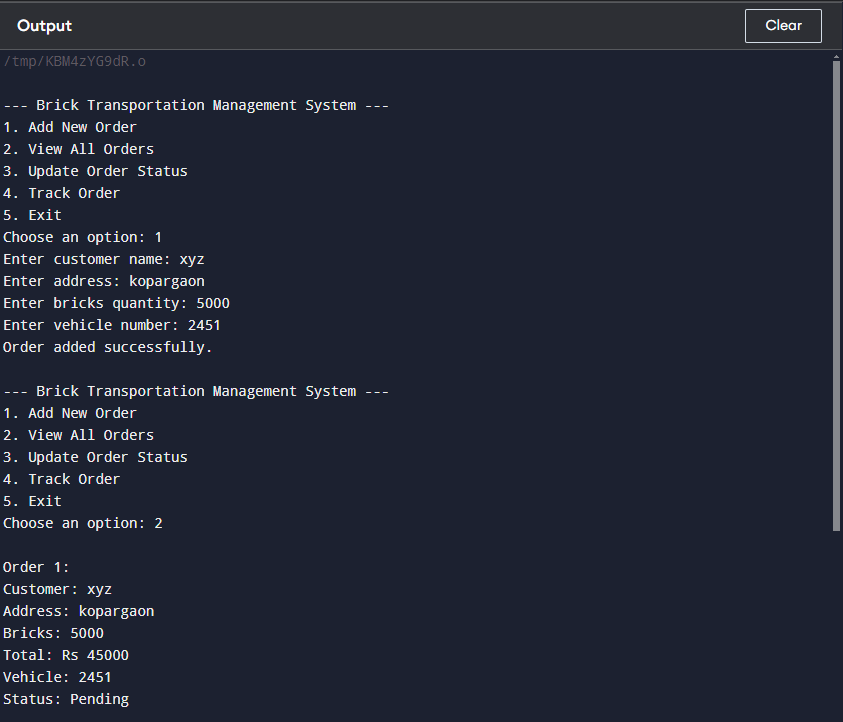 Output
Clear
/tmp/KBM4zYG9dR.o
--- Brick Transportation Management System ---
1. Add New Order
2. View All Orders
3. Update Order Status
4. Track Order
5. Exit
Choose an option: 1
Enter customer name: xyz
Enter address: kopargaon
Enter bricks quantity: 5000
Enter vehicle number: 2451
Order added successfully.
--- Brick Transportation Management System ---
1. Add New Order
2. View All Orders
3. Update Order Status
4. Track Order
5. Exit
Choose an option: 2
Order 1:
Customer: xyz
Address: kopargaon
Bricks: 5000
Total: Rs 45000
Vehicle: 2451
Status: Pending